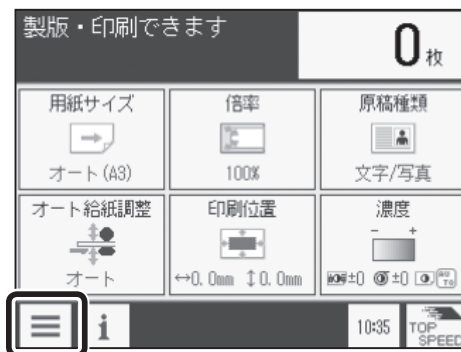 製版・印刷できます
0枚
用紙サイズ
オート(A3)
倍率
100%
原稿種類
文字/写真
オート給紙調整
オート
印刷位置
↔0.0mm ↕0.0mm
濃度
- +
±0 ±0 AUTO
i
10:35
TOP SPEED